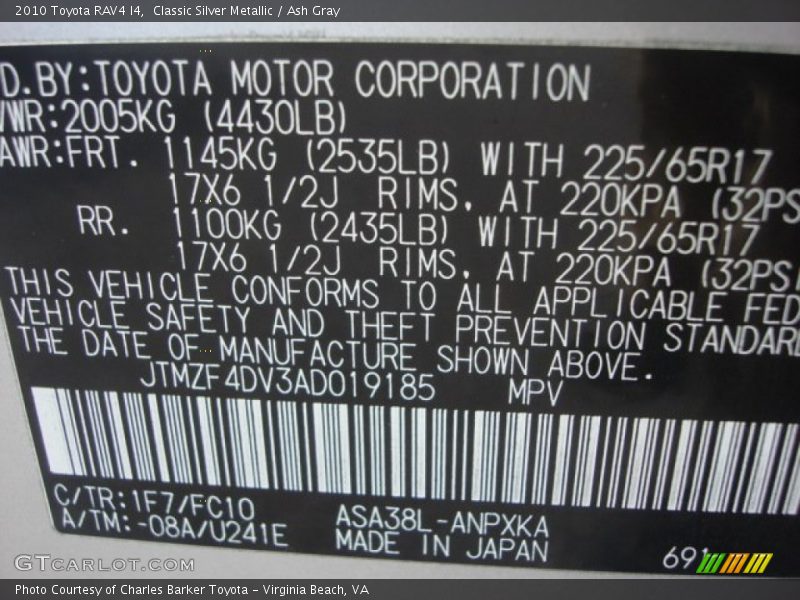 2010 Toyota RAV4 I4, Classic Silver Metallic / Ash Gray
D.BY:TOYOTA MOTOR CORPORATION
VWR:2005KG (4430LB)
AWR:FRT. 1145KG (2535LB) WITH 225/65R17
17X6 1/2J RIMS, AT 220KPA (32PS
RR. 1100KG (2435LB) WITH 225/65R17
17X6 1/2J RIMS, AT 220KPA (32PSI
THIS VEHICLE CONFORMS TO ALL APPLICABLE FED
VEHICLE SAFETY AND THEFT PREVENTION STANDAR
THE DATE OF MANUFACTURE SHOWN ABOVE.
JTMZF4DV3AD019185 MPV
C/TR:1F7/FC10
A/TM:-08A/U241E
ASA38L-ANPXKA
MADE IN JAPAN
691
GTCARLOT.COM
Photo Courtesy of Charles Barker Toyota - Virginia Beach, VA